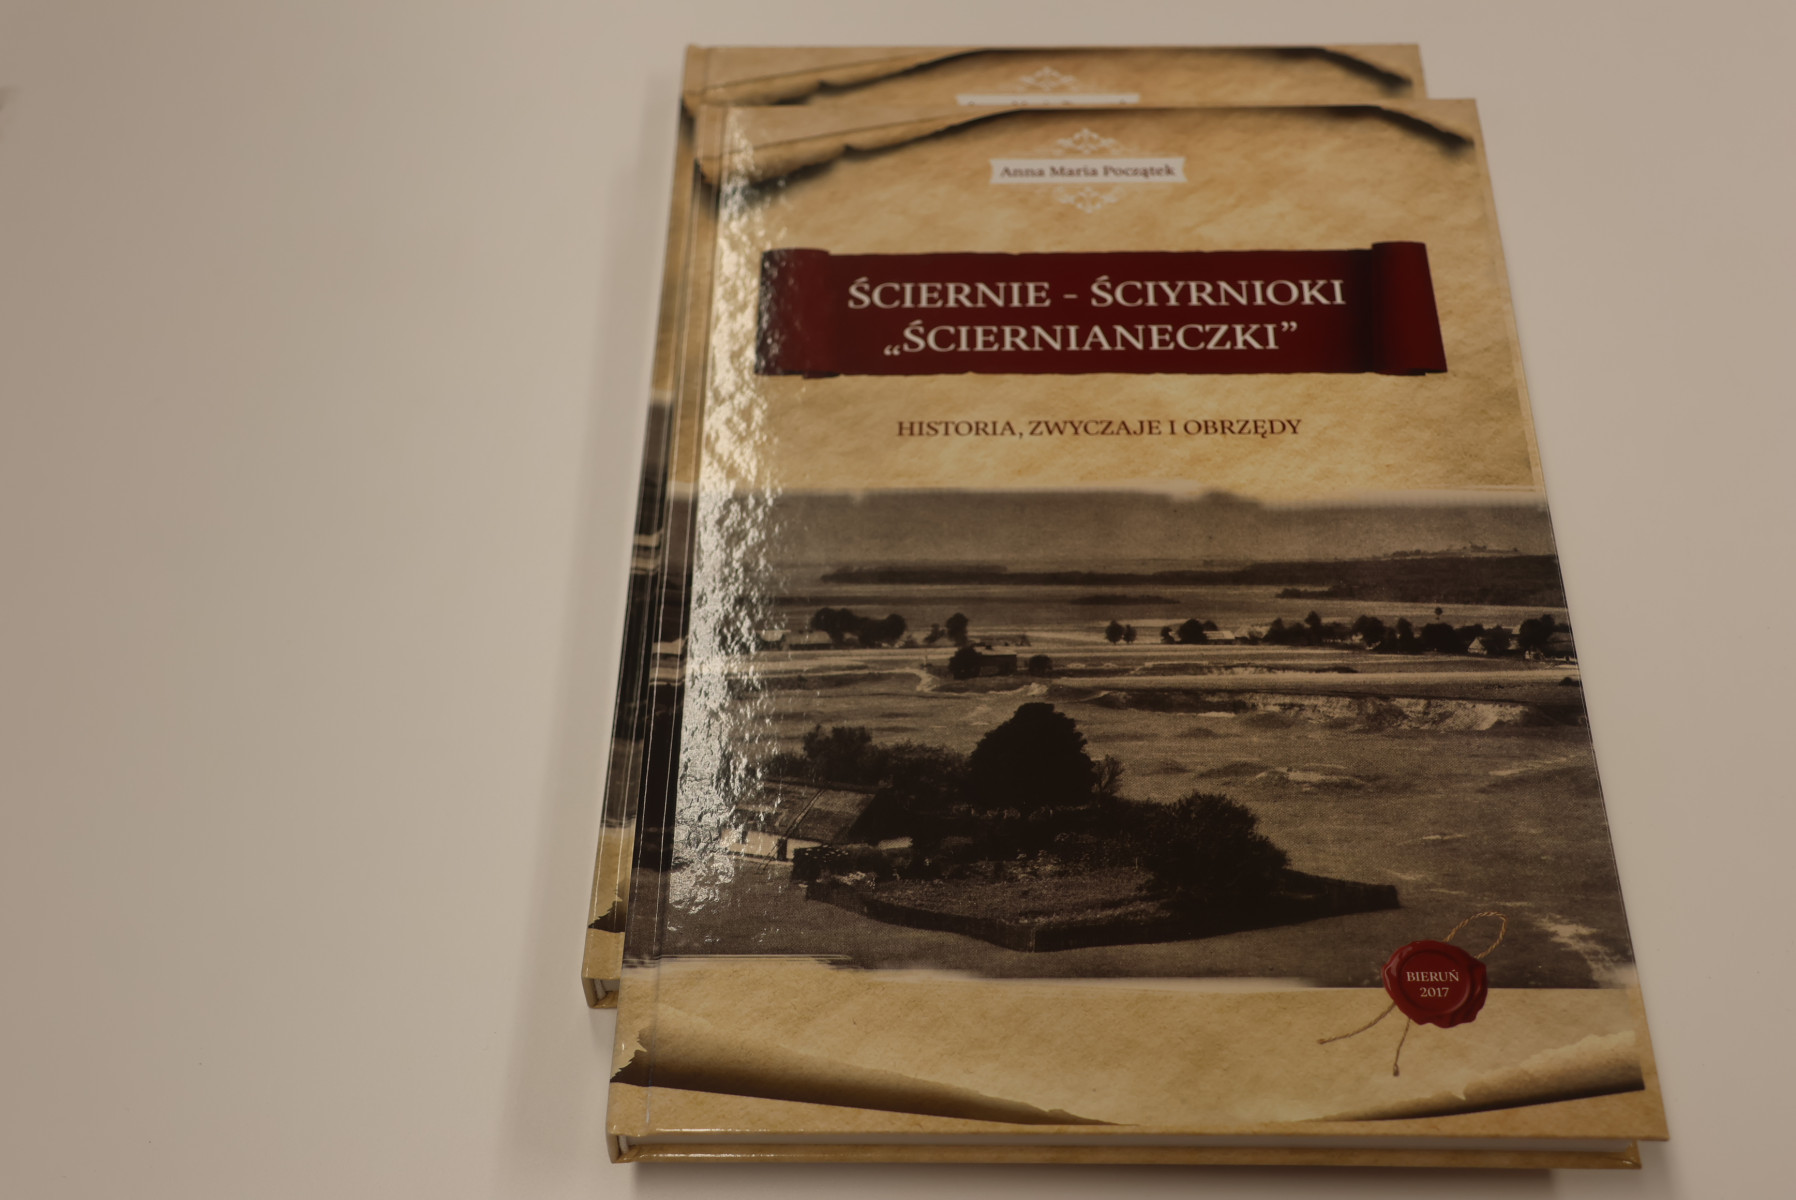 Anna Maria Początek
ŚCIERNIE - ŚCIYRNIOKI
„ŚCIERNIANECZKI”
HISTORIA, ZWYCZAJE I OBRZĘDY
BIERUŃ
2017